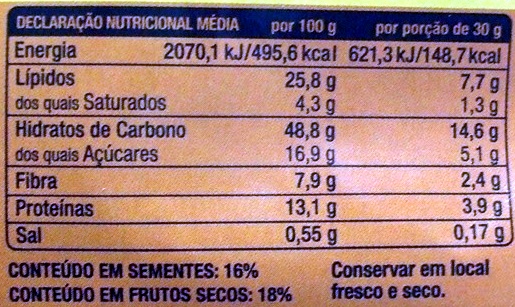 DECLARAÇÃO NUTRICIONAL MÉDIA por 100 g por porção de 30 g
Energia 2070,1 kJ/495,6 kcal 621,3 kJ/148,7 kcal
Lípidos 25,8 g 7,7 g
dos quais Saturados 4,3 g 1,3 g
Hidratos de Carbono 48,8 g 14,6 g
dos quais Açúcares 16,9 g 5,1 g
Fibra 7,9 g 2,4 g
Proteínas 13,1 g 3,9 g
Sal 0,55 g 0,17 g
CONTEÚDO EM SEMENTES: 16% Conservar em local
CONTEÚDO EM FRUTOS SECOS: 18% fresco e seco.